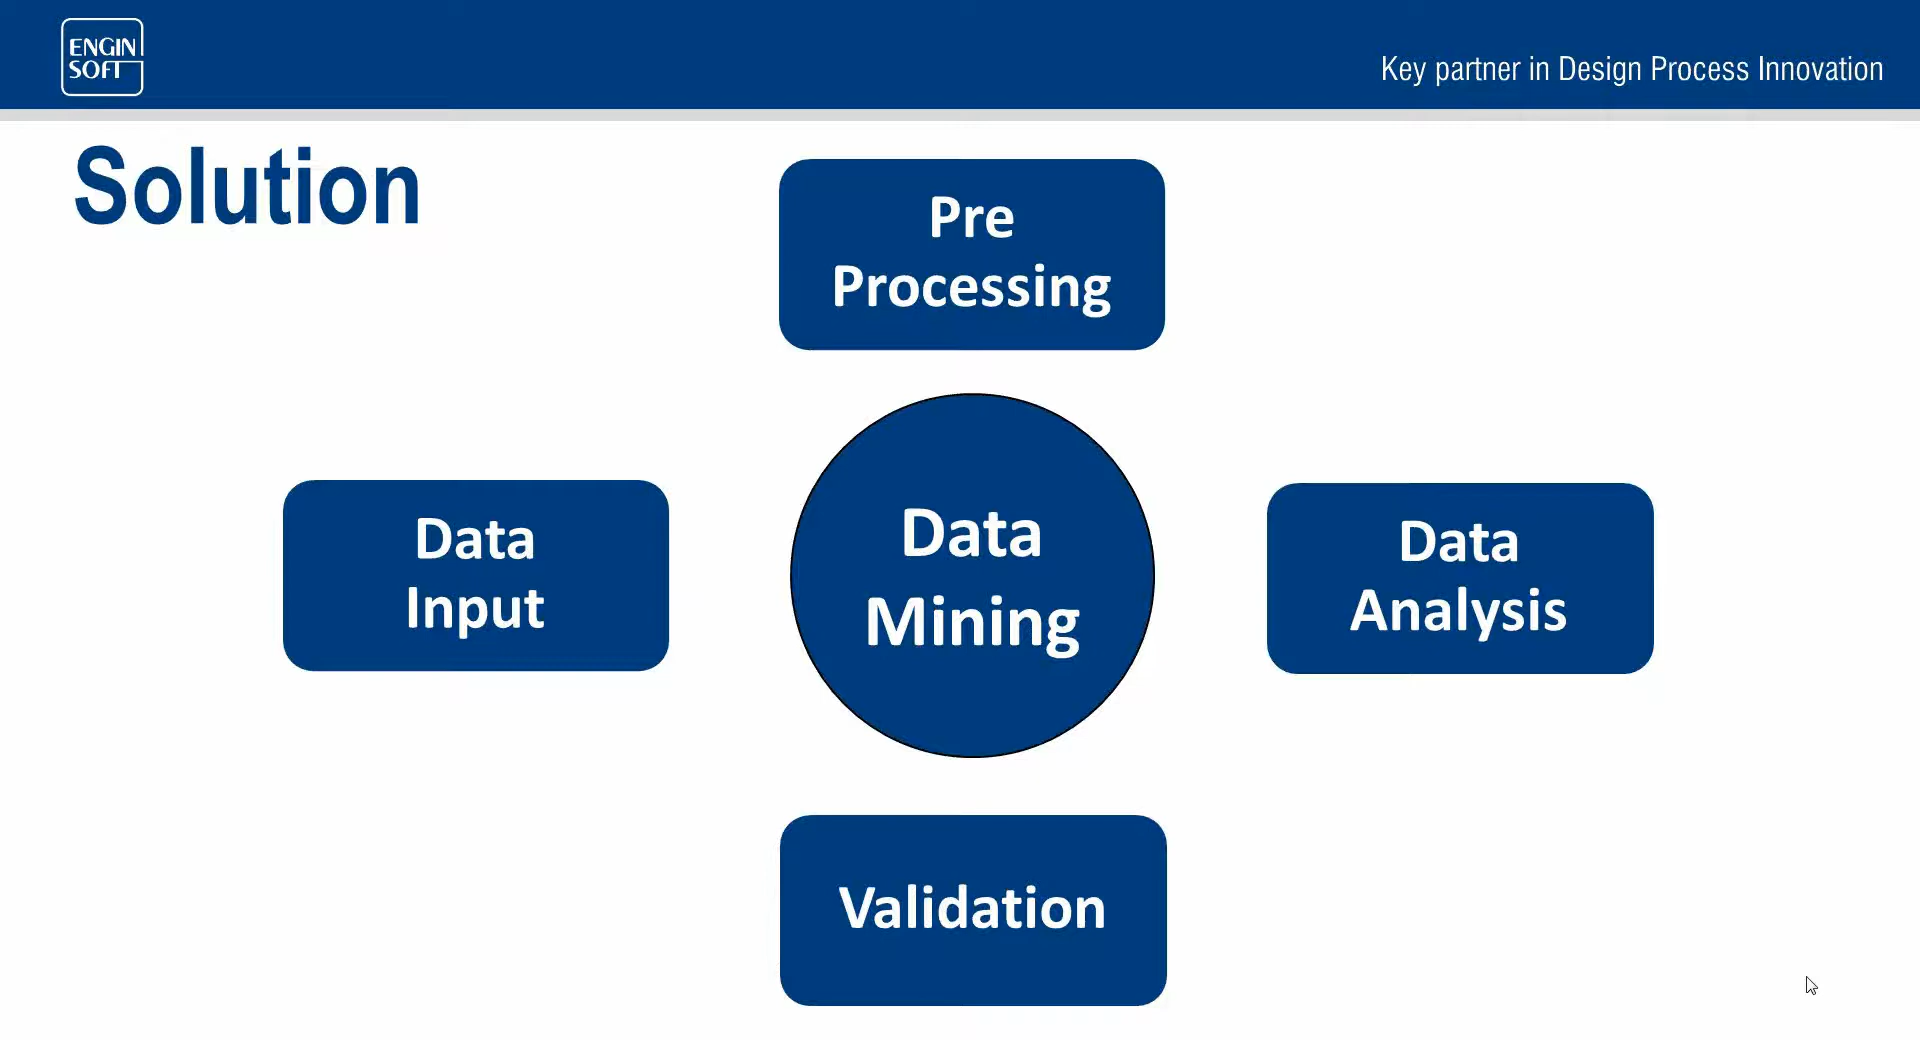 ENGIN
SOFT
Key partner in Design Process Innovation
Solution
Pre
Processing
Data
Input
Data
Mining
Data
Analysis
Validation